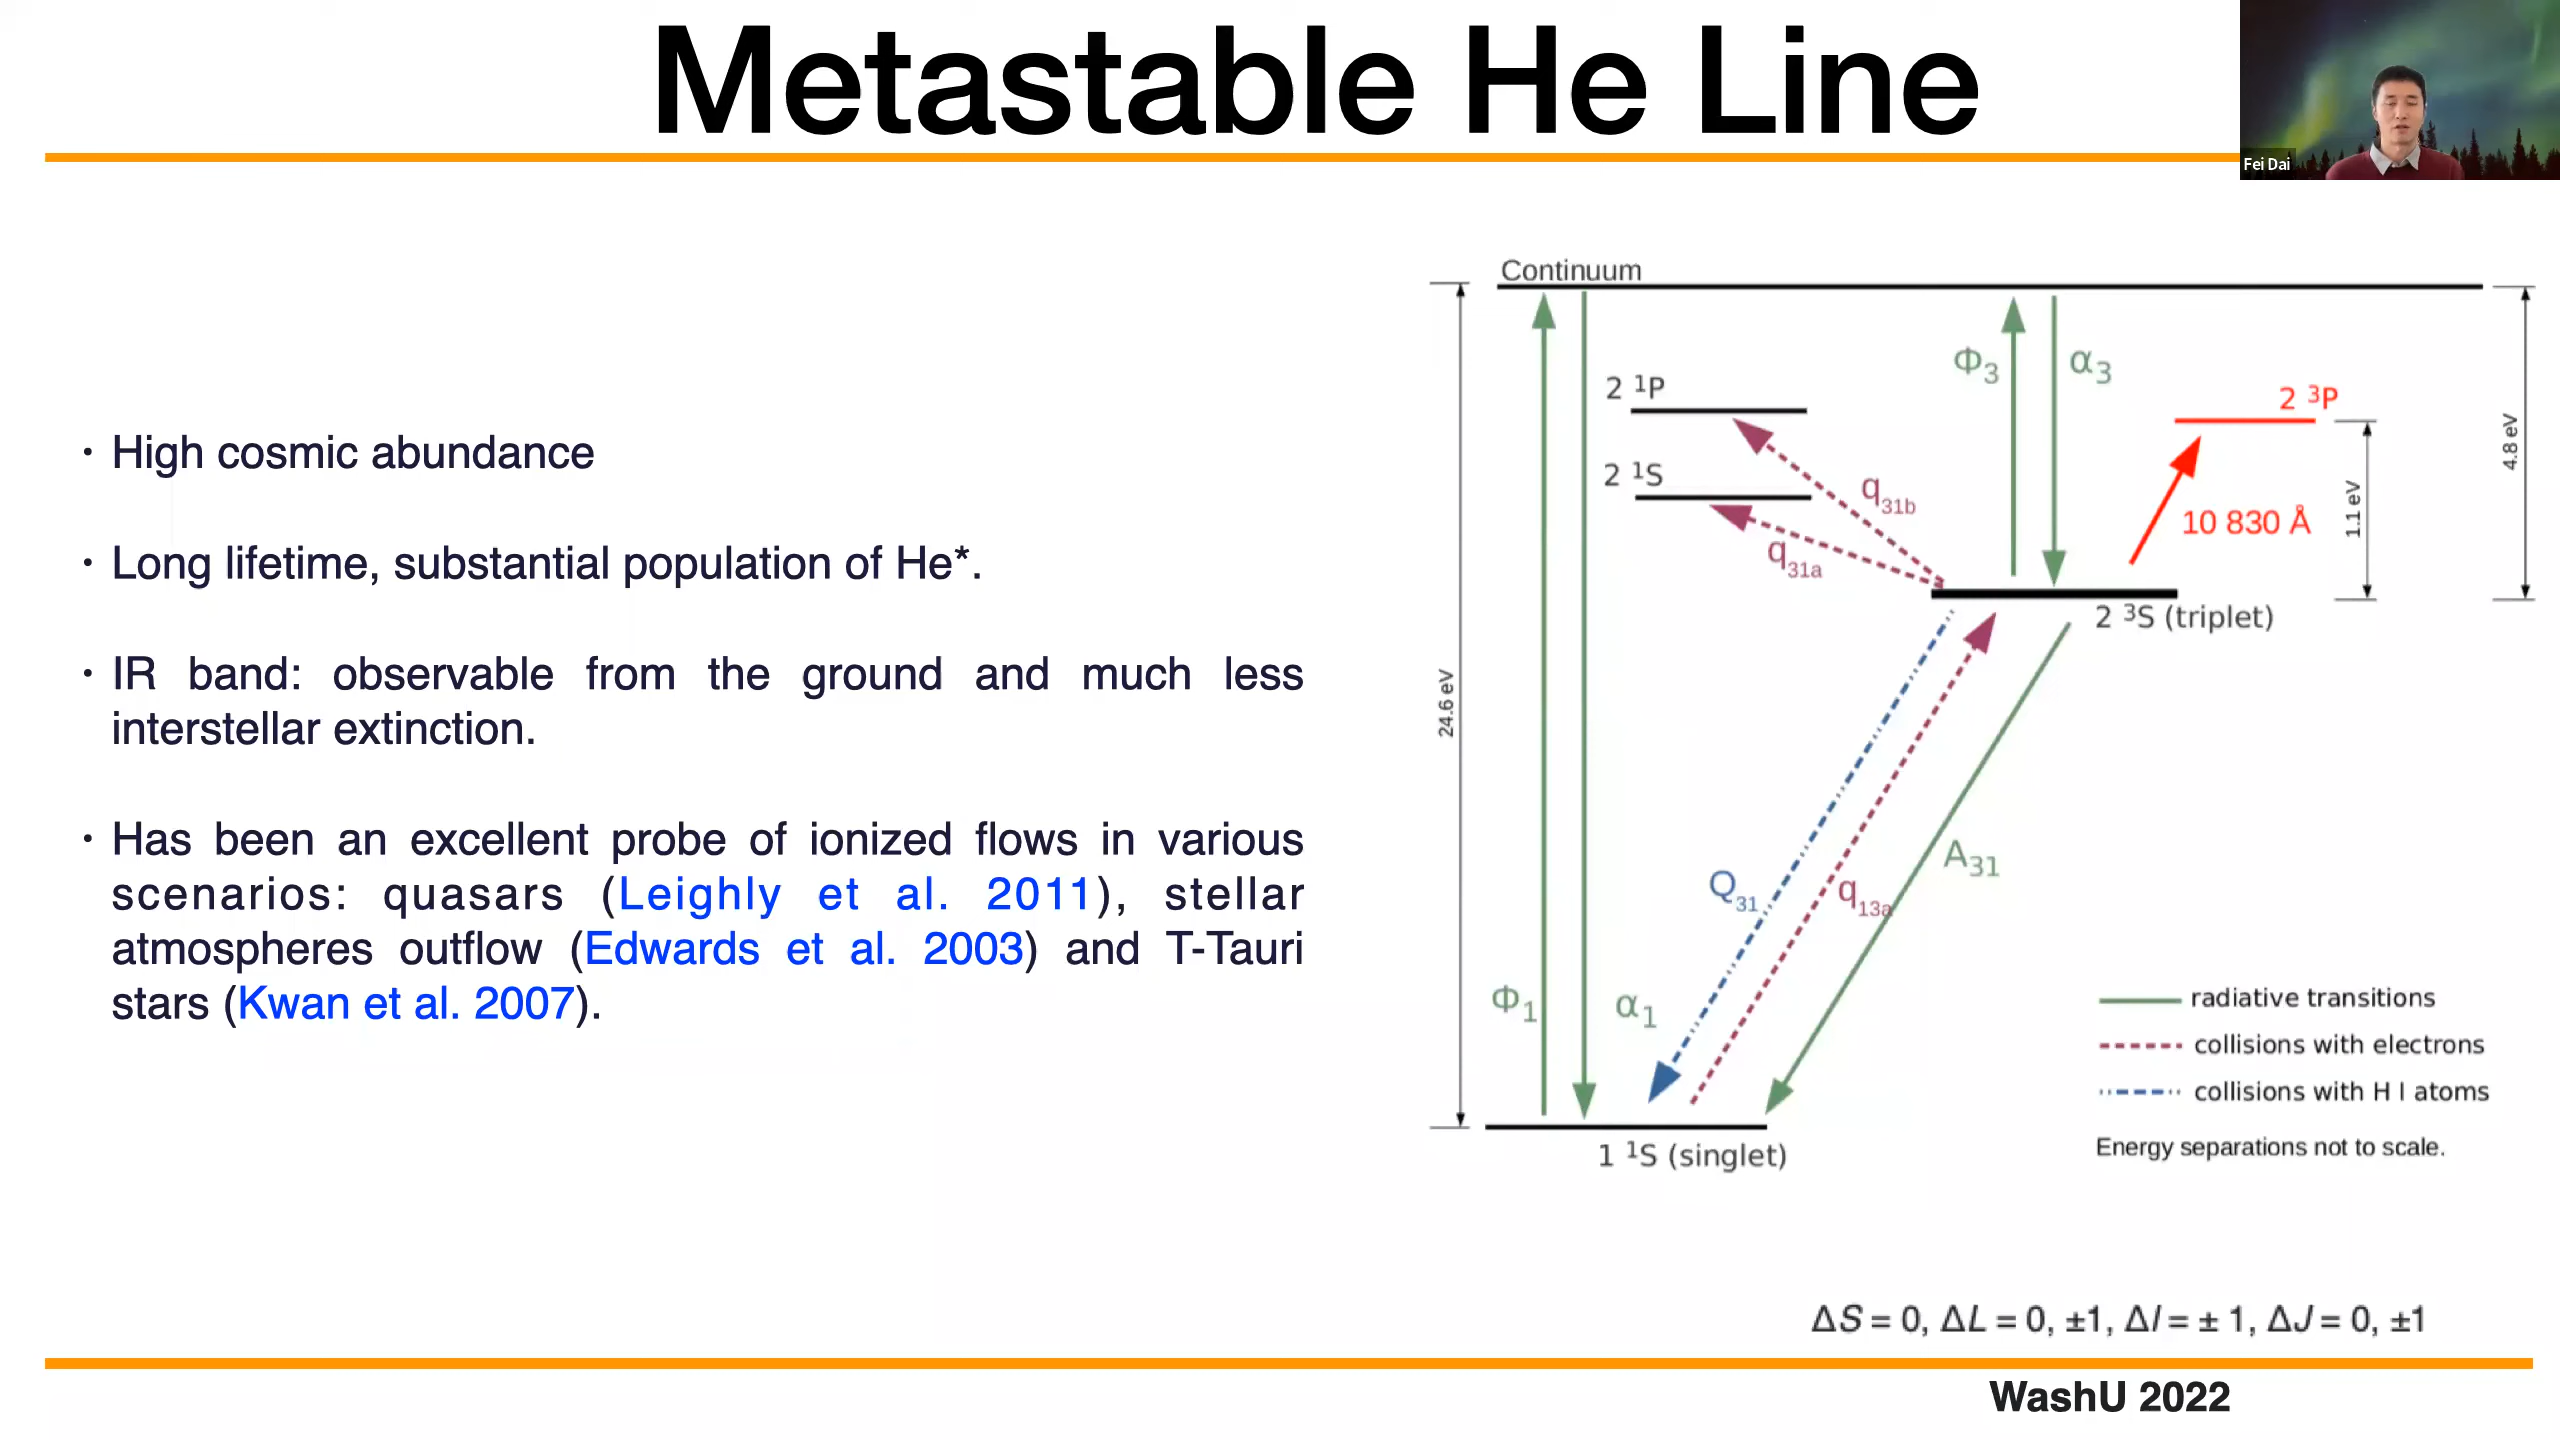 Metastable He Line
Fei Dai
· High cosmic abundance
· Long lifetime, substantial population of He*.
· IR band: observable from the ground and much less
interstellar extinction.
· Has been an excellent probe of ionized flows in various
scenarios: quasars (Leighly et al. 2011), stellar
atmospheres outflow (Edwards et al. 2003) and T-Tauri
stars (Kwan et al. 2007).
Continuum
24.6 eV
2 ¹P
2 ¹S
q31b
q31a
Φ3
α3
2 ³P
10 830 Å
1.1 eV
4.8 eV
2 ³S (triplet)
Q31
q13a
A31
Φ1
α1
1 ¹S (singlet)
radiative transitions
collisions with electrons
collisions with H I atoms
Energy separations not to scale.
ΔS = 0, ΔL = 0, ±1, Δl = ± 1, ΔJ = 0, ±1
WashU 2022